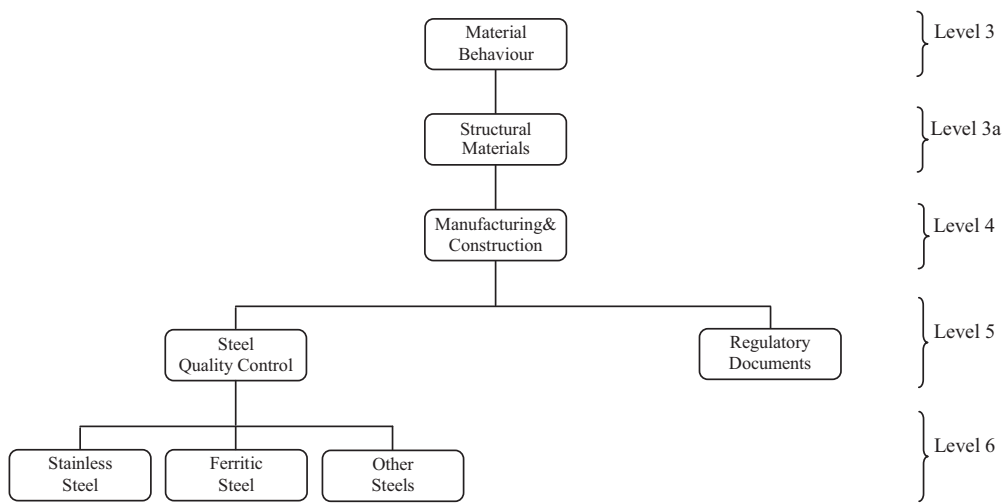 Material
Behaviour
Level 3
Structural
Materials
Level 3a
Manufacturing&
Construction
Level 4
Steel
Quality Control
Regulatory
Documents
Level 5
Stainless
Steel
Ferritic
Steel
Other
Steels
Level 6